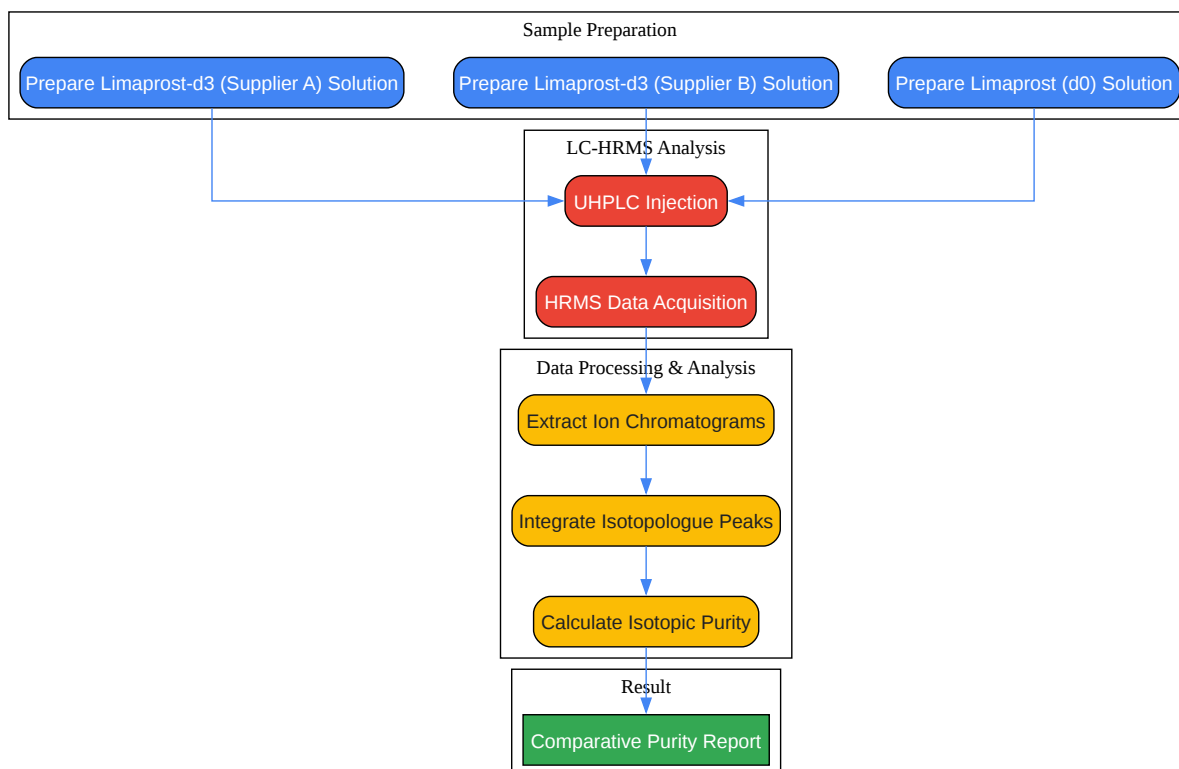 Sample Preparation
Prepare Limaprost-d3 (Supplier A) Solution
Prepare Limaprost-d3 (Supplier B) Solution
Prepare Limaprost (d0) Solution
LC-HRMS Analysis
UHPLC Injection
HRMS Data Acquisition
Data Processing & Analysis
Extract Ion Chromatograms
Integrate Isotopologue Peaks
Calculate Isotopic Purity
Result
Comparative Purity Report